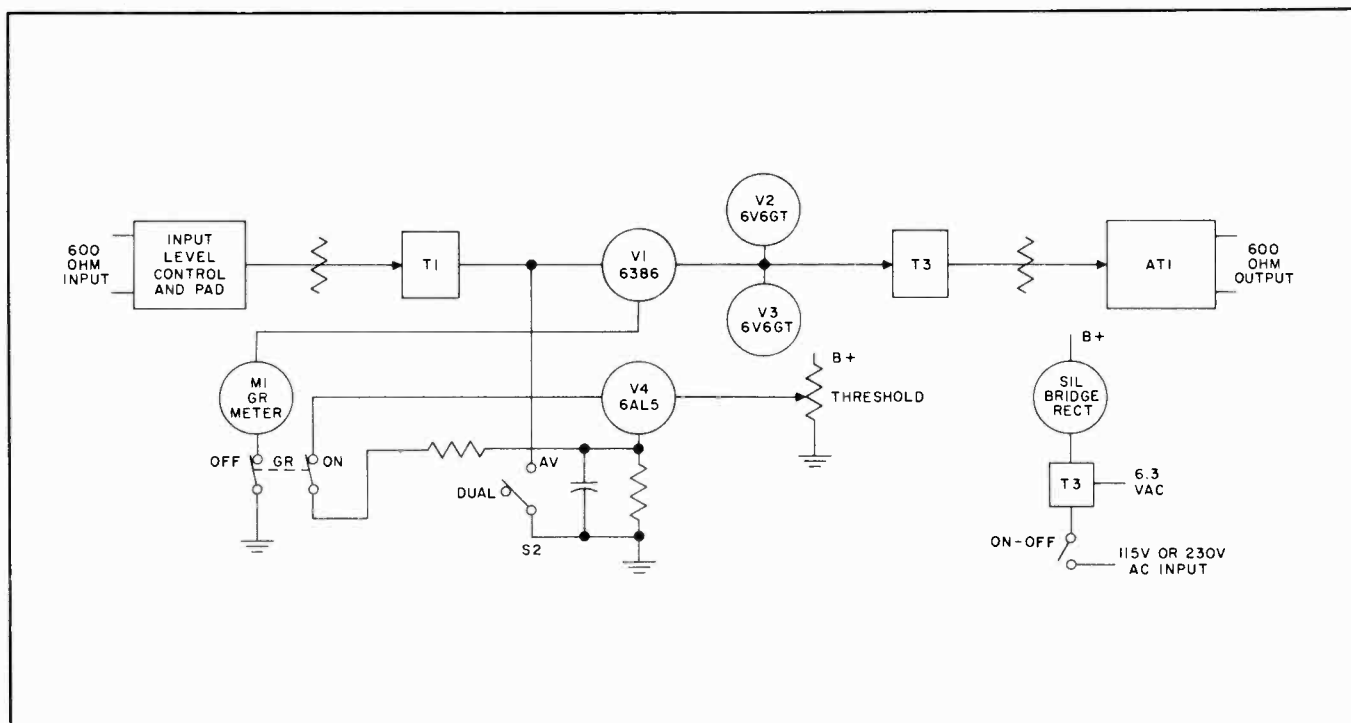 600
OHM
INPUT
INPUT
LEVEL
CONTROL
AND PAD
T1
V1
6386
V2
6V6GT
V3
6V6GT
T3
AT1
600
OHM
OUTPUT
M1
GR
METER
OFF
GR
ON
V4
6AL5
B+
THRESHOLD
AV
DUAL
S2
B+
SIL
BRIDGE
RECT
T3
6.3
VAC
ON-OFF
115V OR 230V
AC INPUT